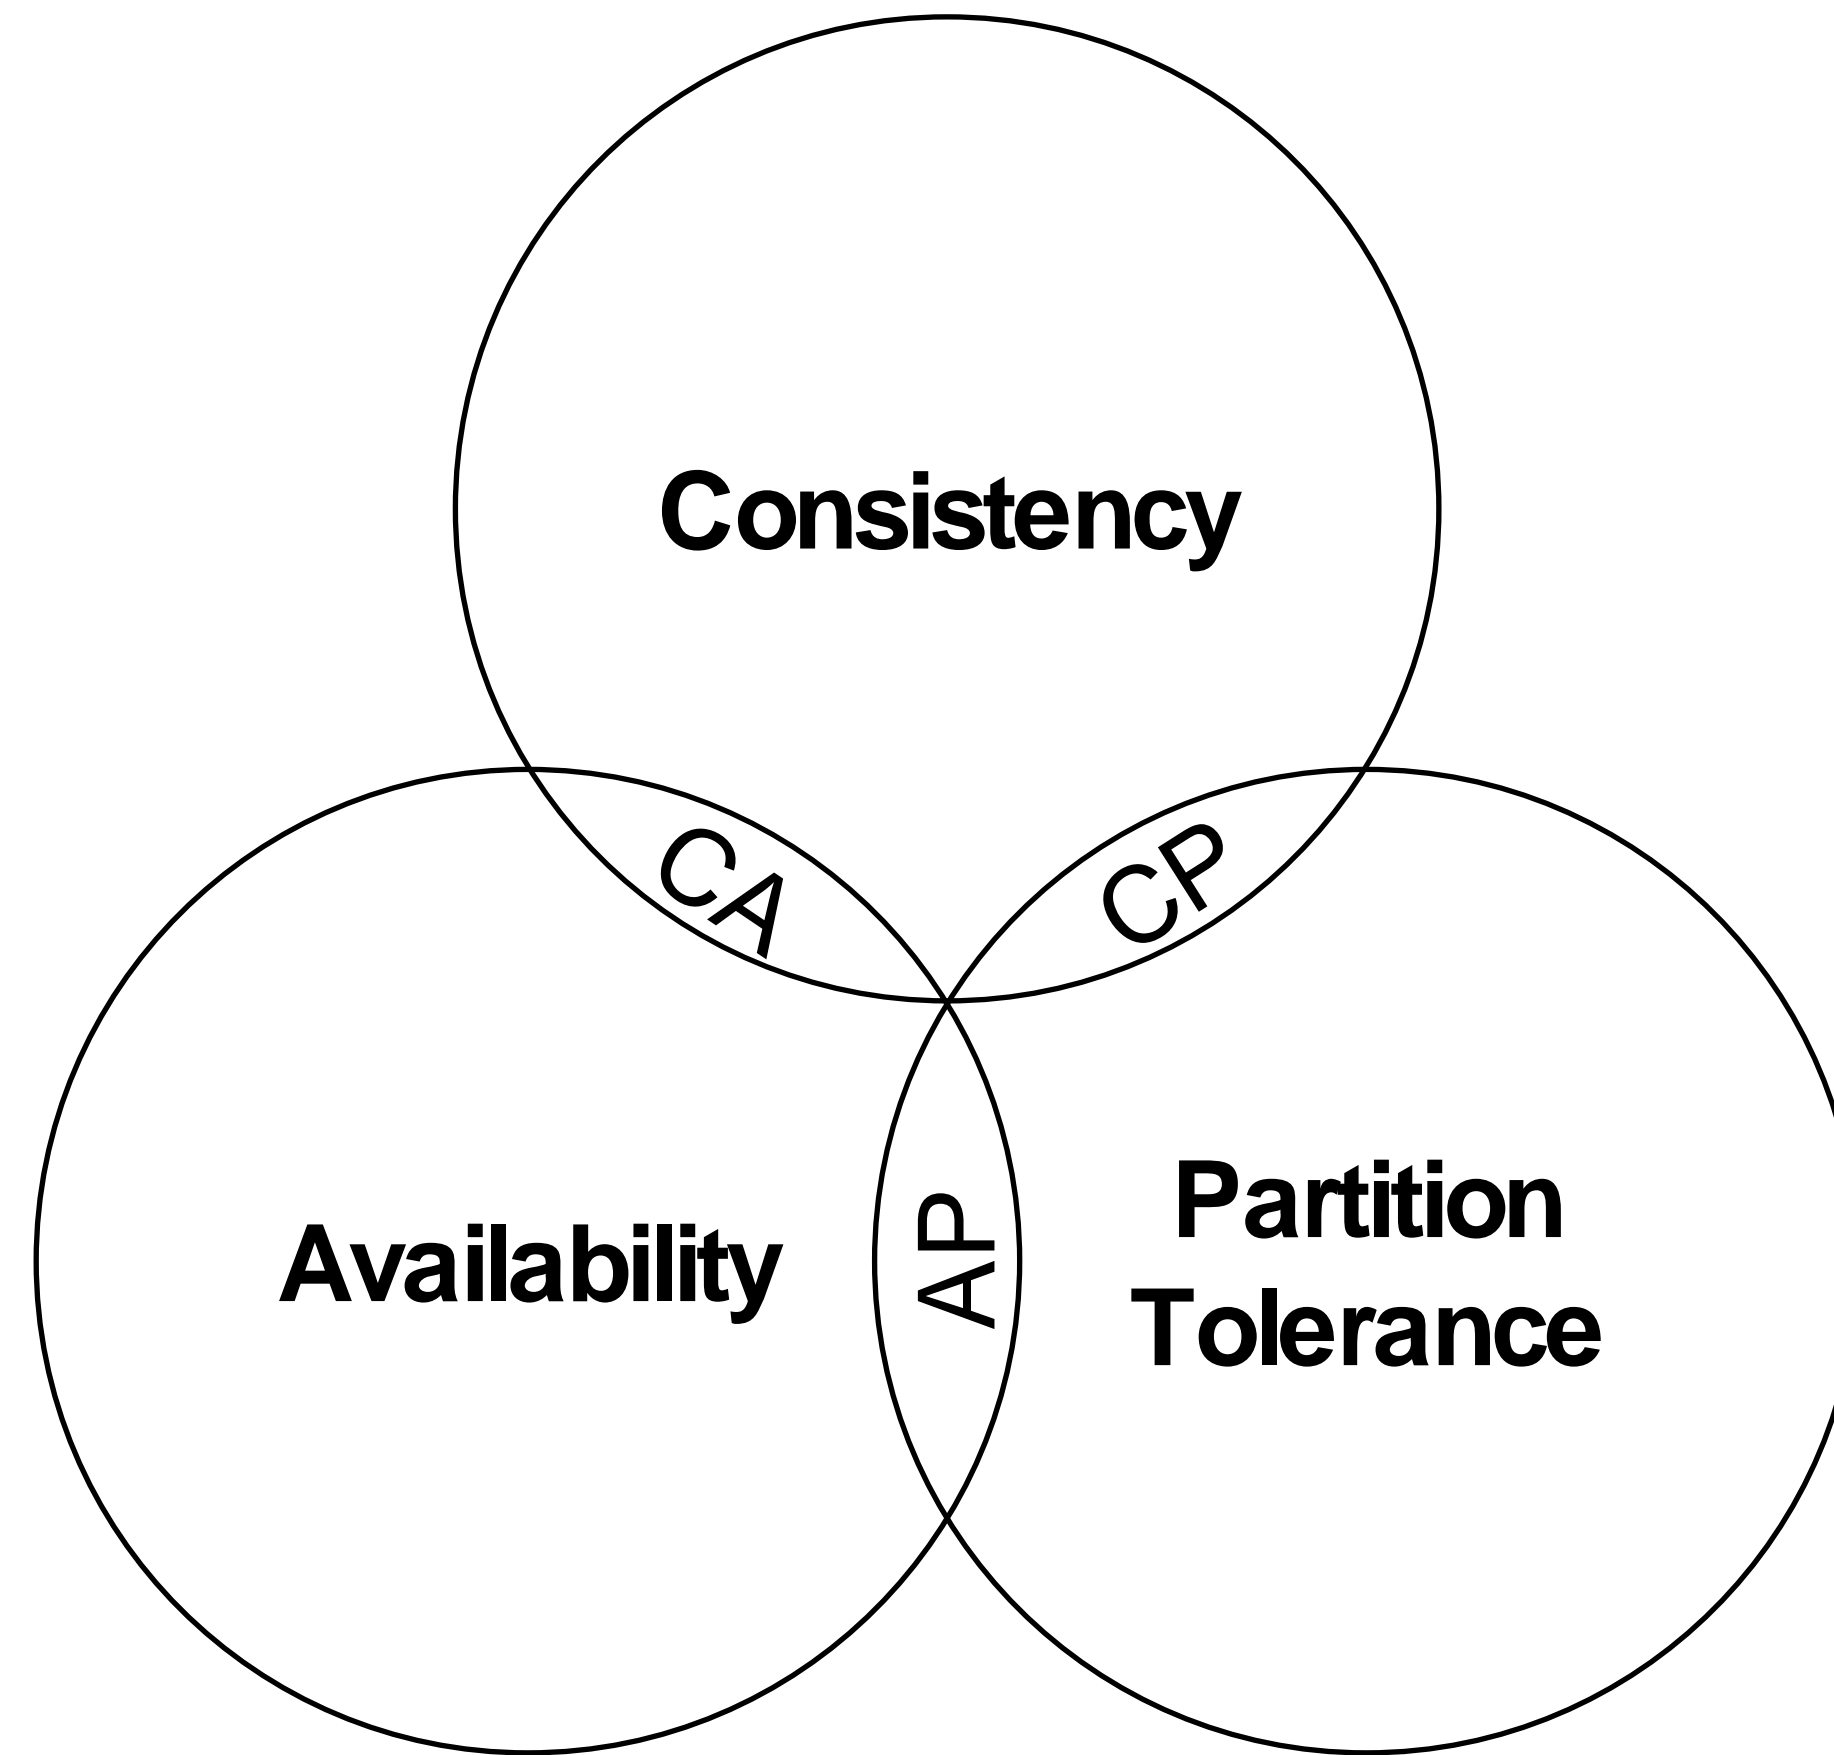 Consistency
CA
CP
Availability
AP
Partition
Tolerance